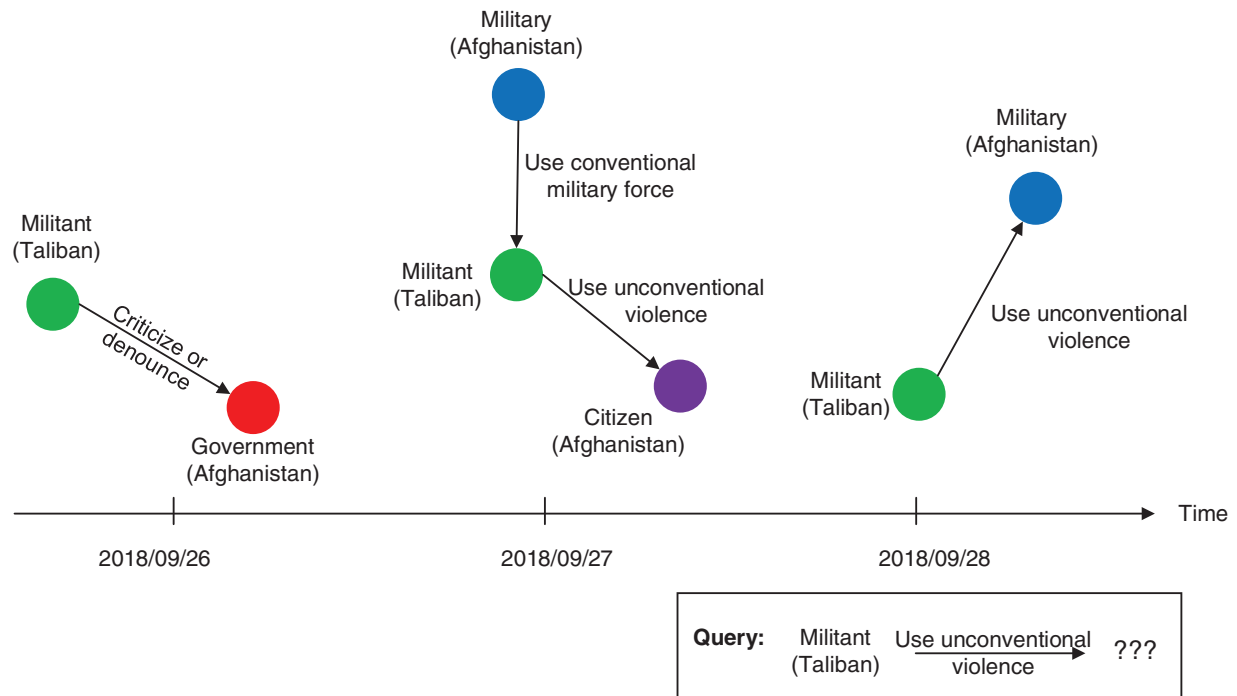 Militant
(Taliban)
Criticize or
denounce
Government
(Afghanistan)
Military
(Afghanistan)
Use conventional
military force
Militant
(Taliban)
Use unconventional
violence
Citizen
(Afghanistan)
Military
(Afghanistan)
Use unconventional
violence
Militant
(Taliban)
Time
2018/09/26
2018/09/27
2018/09/28
Query:
Militant
(Taliban)
Use unconventional
violence
???